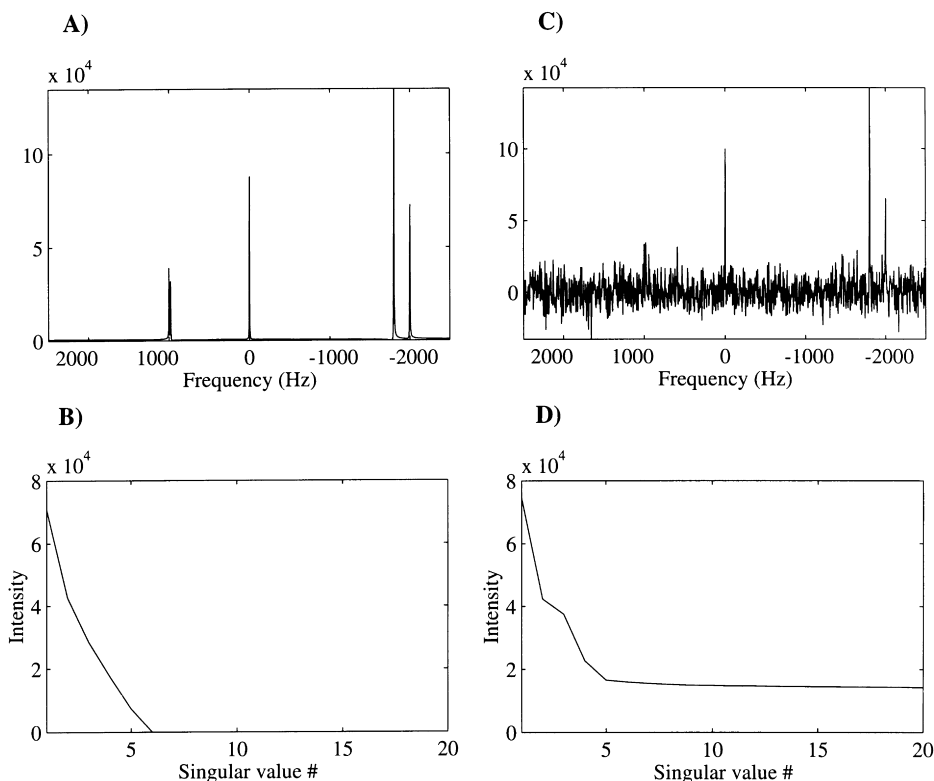 A)
x 10^4
10
5
0
2000 1000 0 -1000 -2000
Frequency (Hz)
C)
x 10^4
10
5
0
2000 1000 0 -1000 -2000
Frequency (Hz)
B)
x 10^4
8
6
4
2
0
Intensity
5 10 15 20
Singular value #
D)
x 10^4
8
6
4
2
0
Intensity
5 10 15 20
Singular value #